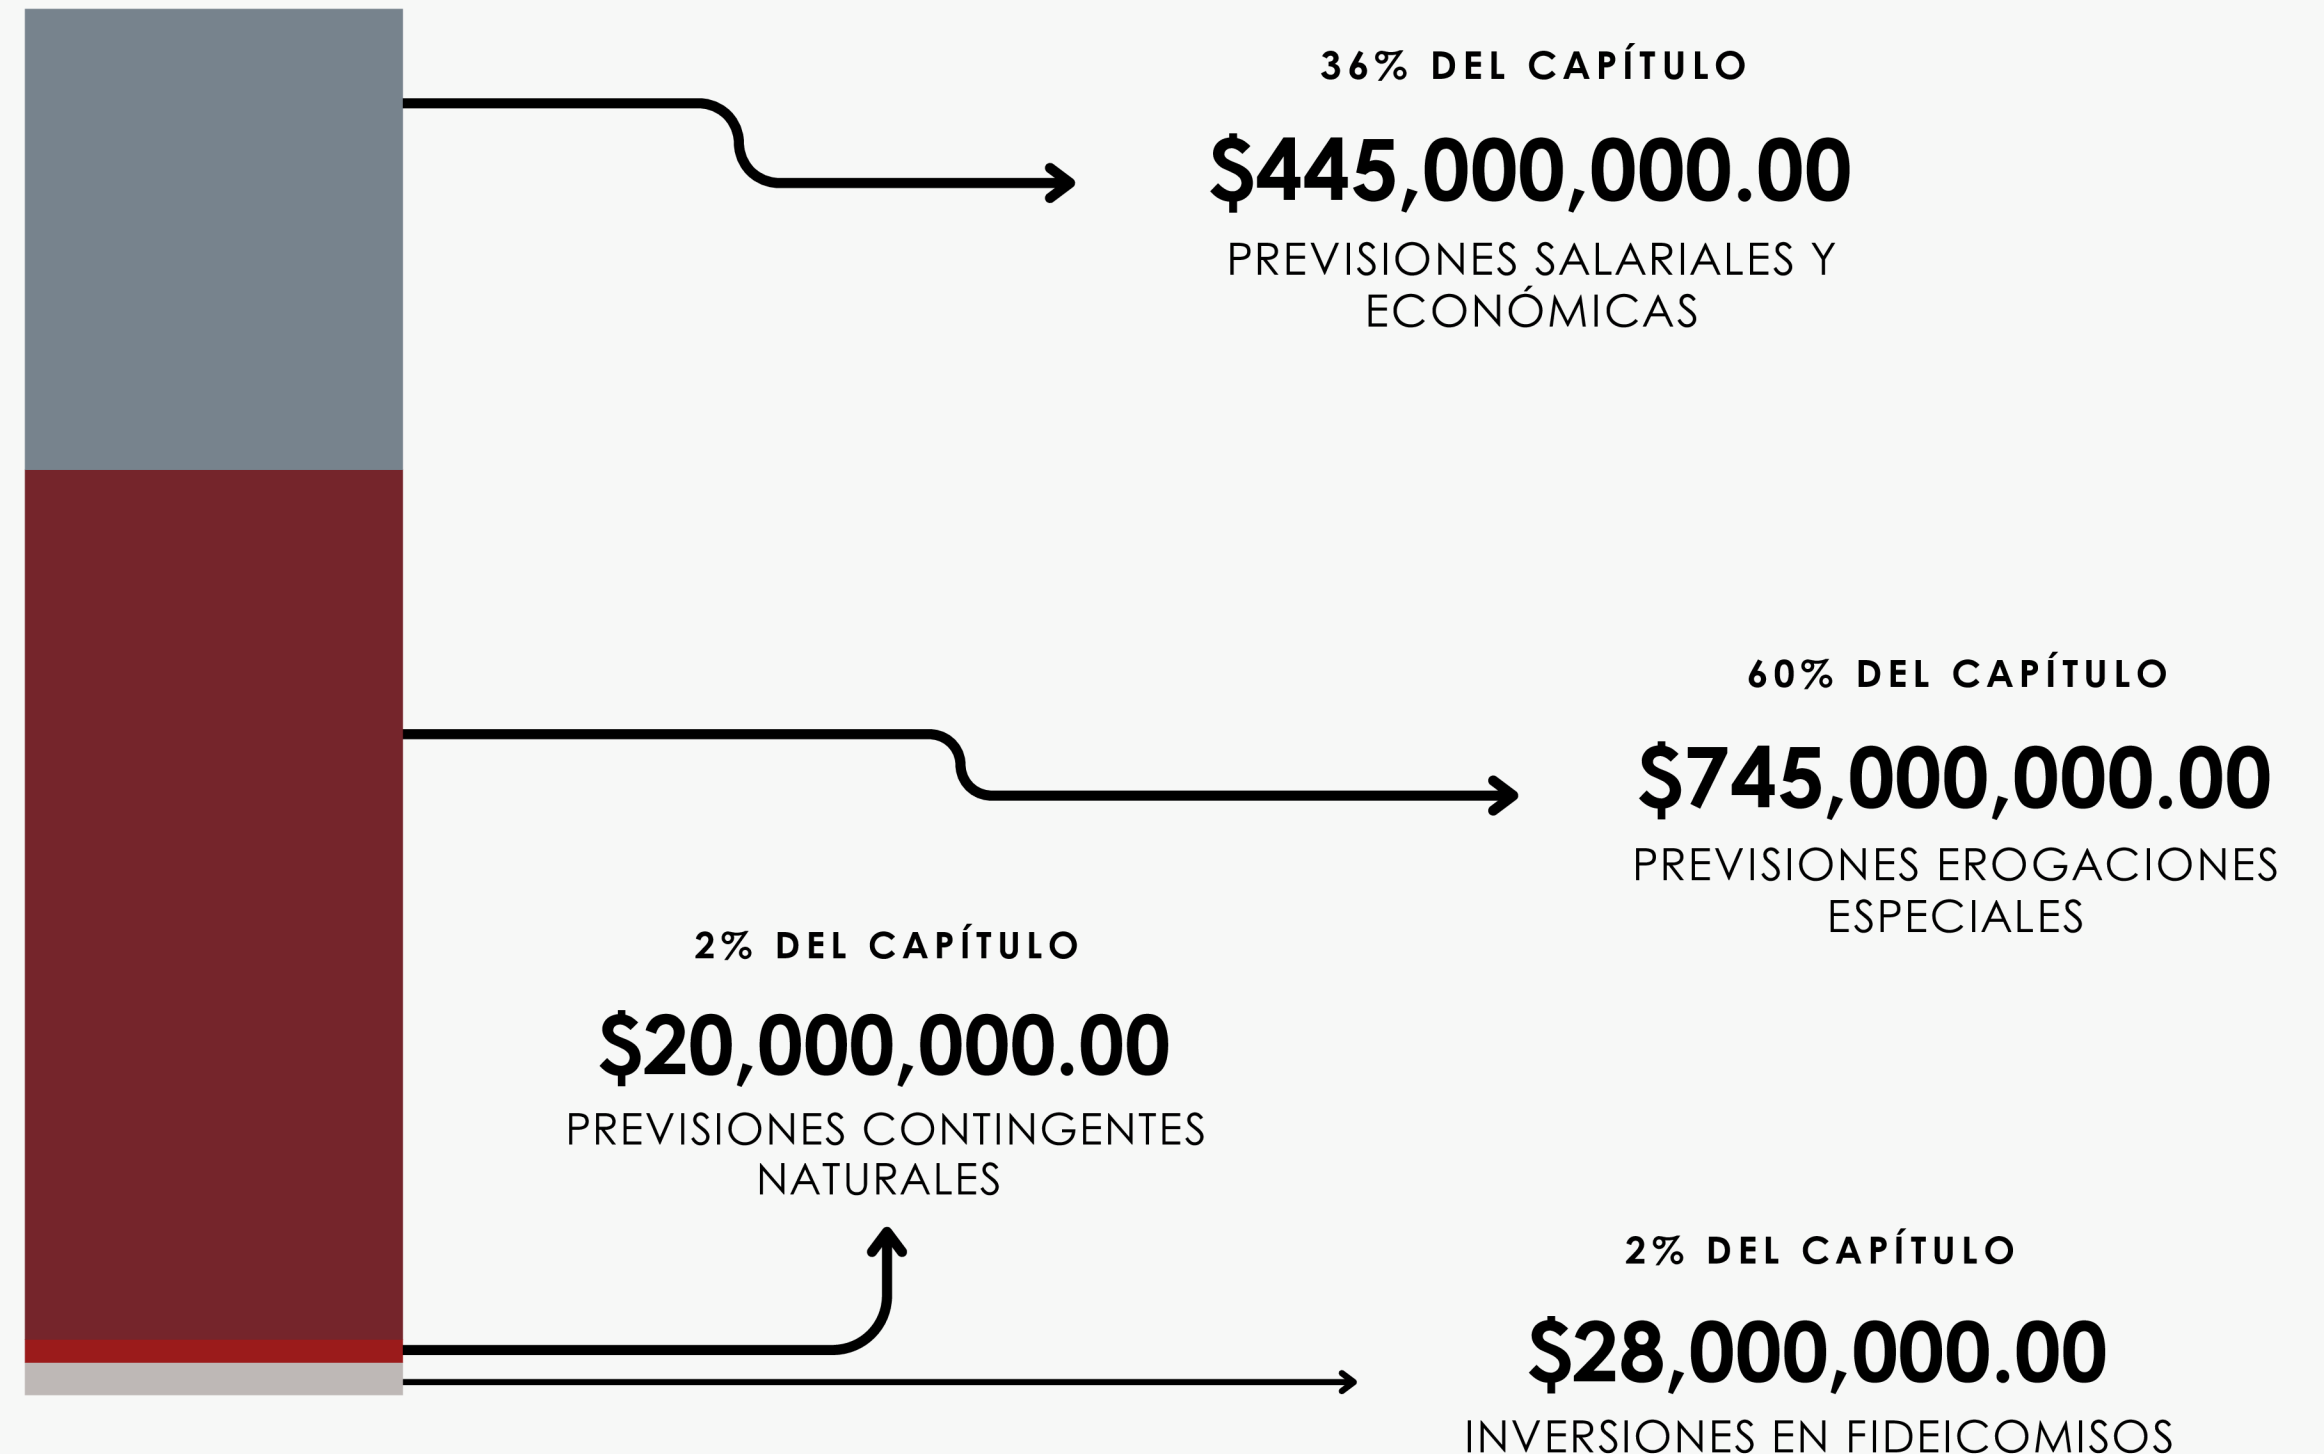 36% DEL CAPÍTULO
$445,000,000.00
PREVISIONES SALARIALES Y
ECONÓMICAS
60% DEL CAPÍTULO
$745,000,000.00
PREVISIONES EROGACIONES
ESPECIALES
2% DEL CAPÍTULO
$20,000,000.00
PREVISIONES CONTINGENTES
NATURALES
2% DEL CAPÍTULO
$28,000,000.00
INVERSIONES EN FIDEICOMISOS